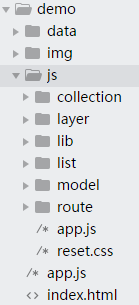 demo
data
img
js
collection
layer
lib
list
model
route
app.js
reset.css
app.js
index.html